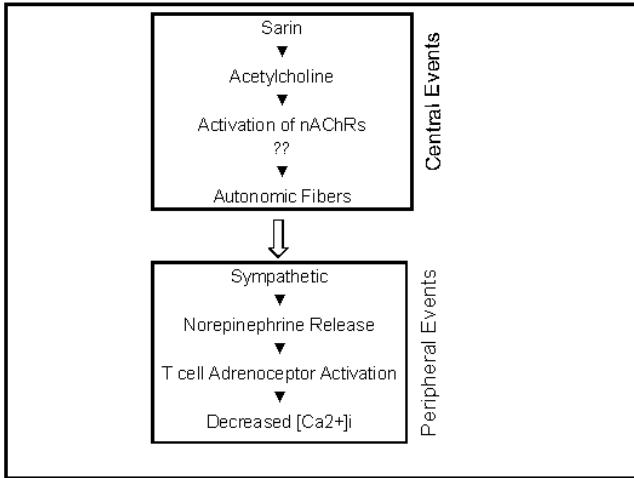 Sarin
Acetylcholine
Activation of nAChRs
??
Autonomic Fibers
Central Events
Sympathetic
Norepinephrine Release
T cell Adrenoceptor Activation
Decreased [Ca2+]i
Peripheral Events